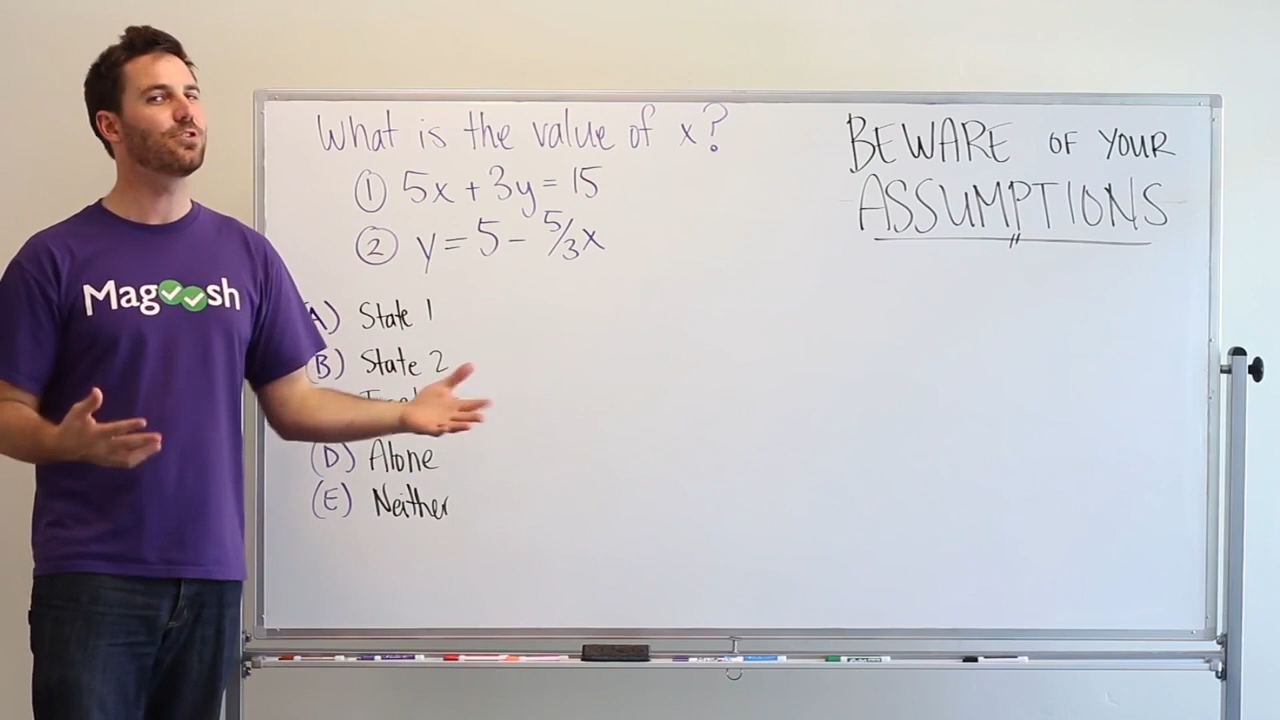 What is the value of x?
① 5x + 3y = 15
② y = 5 - 5/3x
BEWARE OF YOUR
ASSUMPTIONS
Magoosh
A) State 1
(B) State 2
(D) Alone
(E) Neither